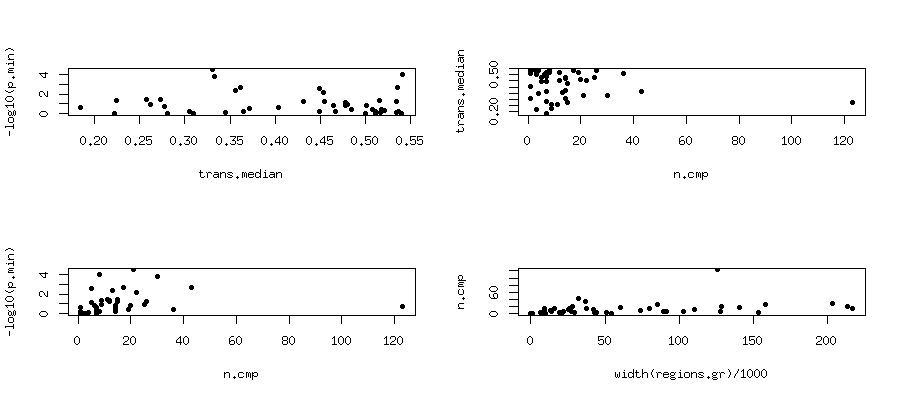 -log10(p.min)
0 2 4
0.20 0.25 0.30 0.35 0.40 0.45 0.50 0.55
trans.median
trans.median
0.20 0.50
0 20 40 60 80 100 120
n.cmp
-log10(p.min)
0 2 4
0 20 40 60 80 100 120
n.cmp
n.cmp
0 60
0 50 100 150 200
width(regions.gr)/1000